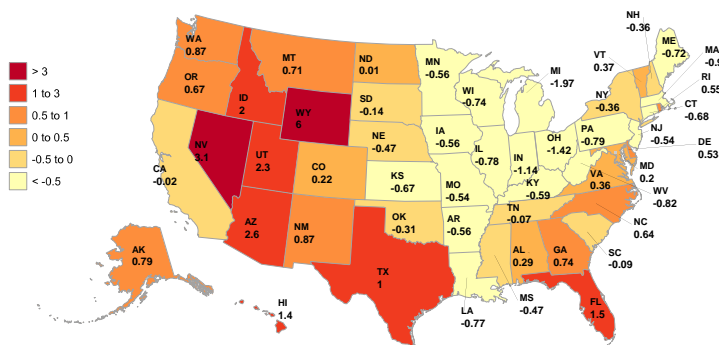 > 3
1 to 3
0.5 to 1
0 to 0.5
-0.5 to 0
< -0.5
WA
0.87
OR
0.67
CA
-0.02
NV
3.1
ID
2
MT
0.71
WY
6
UT
2.3
AZ
2.6
CO
0.22
NM
0.87
ND
0.01
SD
-0.14
NE
-0.47
KS
-0.67
OK
-0.31
TX
1
MN
-0.56
IA
-0.56
MO
-0.54
AR
-0.56
LA
-0.77
WI
-0.74
IL
-0.78
MI
-1.97
IN
-1.14
OH
-1.42
KY
-0.59
TN
-0.07
MS
-0.47
AL
0.29
GA
0.74
FL
1.5
SC
-0.09
NC
0.64
VA
0.36
WV
-0.82
MD
0.2
DE
0.53
PA
-0.79
NJ
-0.54
NY
-0.36
CT
-0.68
RI
0.55
MA
VT
0.37
NH
-0.36
ME
-0.72
AK
0.79
HI
1.4